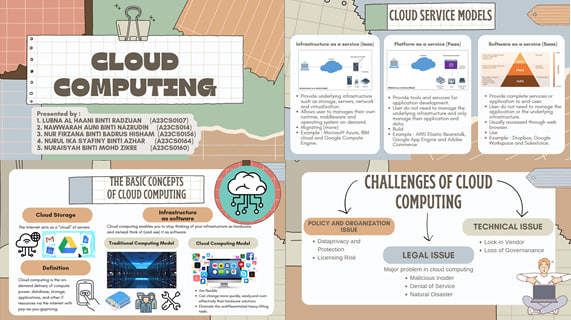 CLOUD
COMPUTING
Presented by :
1. LUBNA AL HAANI BINTI RADZUAN (A23CS0107)
2. NAWWARAH AUNI BINTI NAZRUDIN (A23CS0014)
3. NUR FIRZANA BINTI BADRUS HISHAM (A23CS0156)
4. NURUL IKA SYAFINY BINTI AZHAR (A23CS0164)
5. NURAISYAH BINTI MOHD ZIKRE (A23CS0160)
CLOUD SERVICE MODELS
Infrastructure as a service (Iaas)
Provide underlying infrastructure
such as storage, servers, network
and virtualization.
Allows user to manages their own
runtime, middleware and
operating system on-demand.
Migrating (move)
Example : Microsoft Azure, IBM
cloud and Google Compute
Engine.
Platform as a service (Paas)
Provide tools and services for
application development.
User do not need to manage the
underlying infrastructure and only
manage their application and
data.
Build
Example : AWS Elastic Beanstalk,
Google App Engine and Adobe
Commerce
Software as a service (Saas)
Provide complete services or
application to end-user.
User do not need to manage the
application or the underlying
infrastructure.
Usually accessed through web
browser.
Use
Example : Dropbox, Google
Workspace and Salesforce.
THE BASIC CONCEPTS
OF CLOUD COMPUTING
Cloud Storage
The Internet acts as a "cloud" of servers
Definition
Cloud computing is the on-
demand delivery of compute
power, database, storage,
applications, and other IT
resources via the internet with
pay-as-you-go pricing.
Infrastructure
as software
Cloud computing enables you to stop thinking of your infrastructure as hardware,
and instead think of (and use) it as software.
Traditional Computing Model
Cloud Computing Model
Are flexible
Can change more quickly, easily,and cost-
effectively than hardware solutions
Eliminate the undifferentiated heavy-lifting
tasks
CHALLENGES OF CLOUD
COMPUTING
POLICY AND ORGANIZATION
ISSUE
Dataprivacy and
Protection
Licensing Risk
LEGAL ISSUE
Major problem in cloud computing
Malicious Insider
Denial of Service
Natural Disaster
TECHNICAL ISSUE
Lock-in Vendor
Loss of Governance